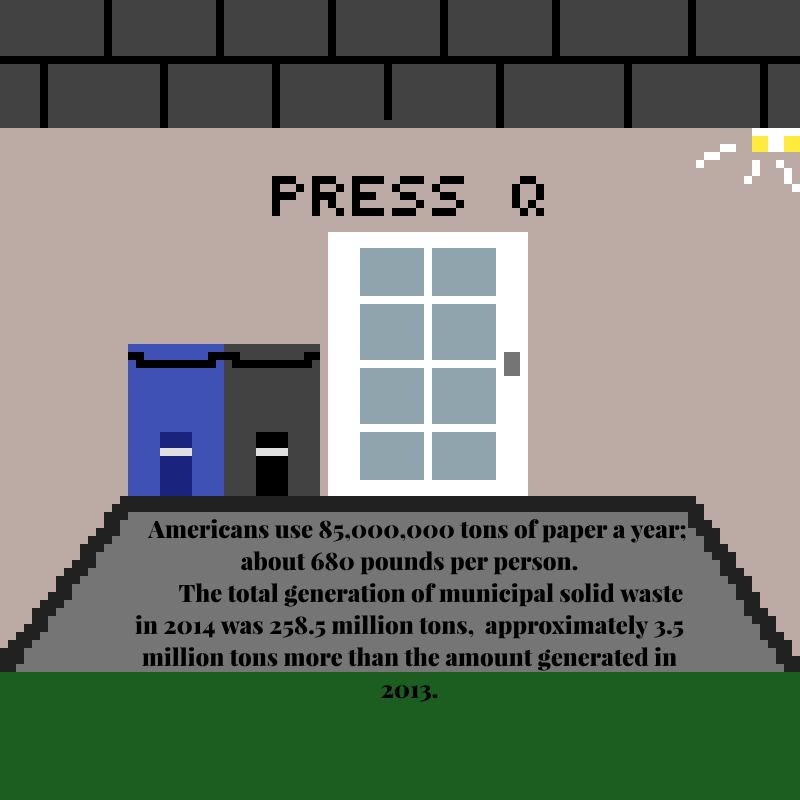 PRESS Q
Americans use 85,000,000 tons of paper a year;
about 680 pounds per person.
The total generation of municipal solid waste
in 2014 was 258.5 million tons, approximately 3.5
million tons more than the amount generated in
2013.